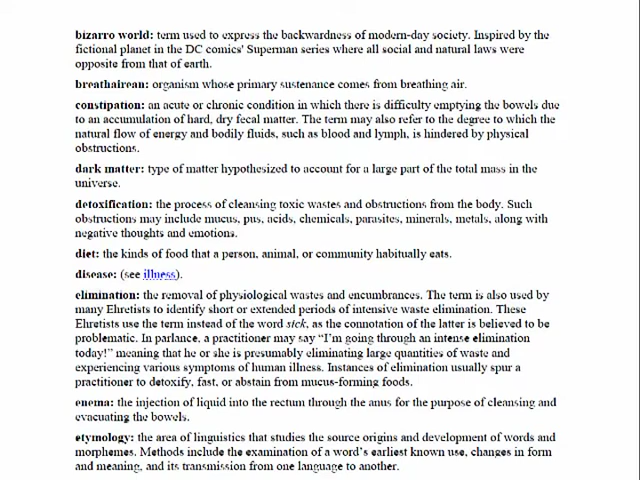 bizarro world: term used to express the backwardness of modern-day society. Inspired by the
fictional planet in the DC comics' Superman series where all social and natural laws were
opposite from that of earth.
breathairean: organism whose primary sustenance comes from breathing air.
constipation: an acute or chronic condition in which there is difficulty emptying the bowels due
to an accumulation of hard, dry fecal matter. The term may also refer to the degree to which the
natural flow of energy and bodily fluids, such as blood and lymph, is hindered by physical
obstructions.
dark matter: type of matter hypothesized to account for a large part of the total mass in the
universe.
detoxification: the process of cleansing toxic wastes and obstructions from the body. Such
obstructions may include mucus, pus, acids, chemicals, parasites, minerals, metals, along with
negative thoughts and emotions.
diet: the kinds of food that a person, animal, or community habitually eats.
disease: (see illness).
elimination: the removal of physiological wastes and encumbrances. The term is also used by
many Ehretists to identify short or extended periods of intensive waste elimination. These
Ehretists use the term instead of the word sick, as the connotation of the latter is believed to be
problematic. In parlance, a practitioner may say “I’m going through an intense elimination
today!” meaning that he or she is presumably eliminating large quantities of waste and
experiencing various symptoms of human illness. Instances of elimination usually spur a
practitioner to detoxify, fast, or abstain from mucus-forming foods.
enema: the injection of liquid into the rectum through the anus for the purpose of cleansing and
evacuating the bowels.
etymology: the area of linguistics that studies the source origins and development of words and
morphemes. Methods include the examination of a word’s earliest known use, changes in form
and meaning, and its transmission from one language to another.